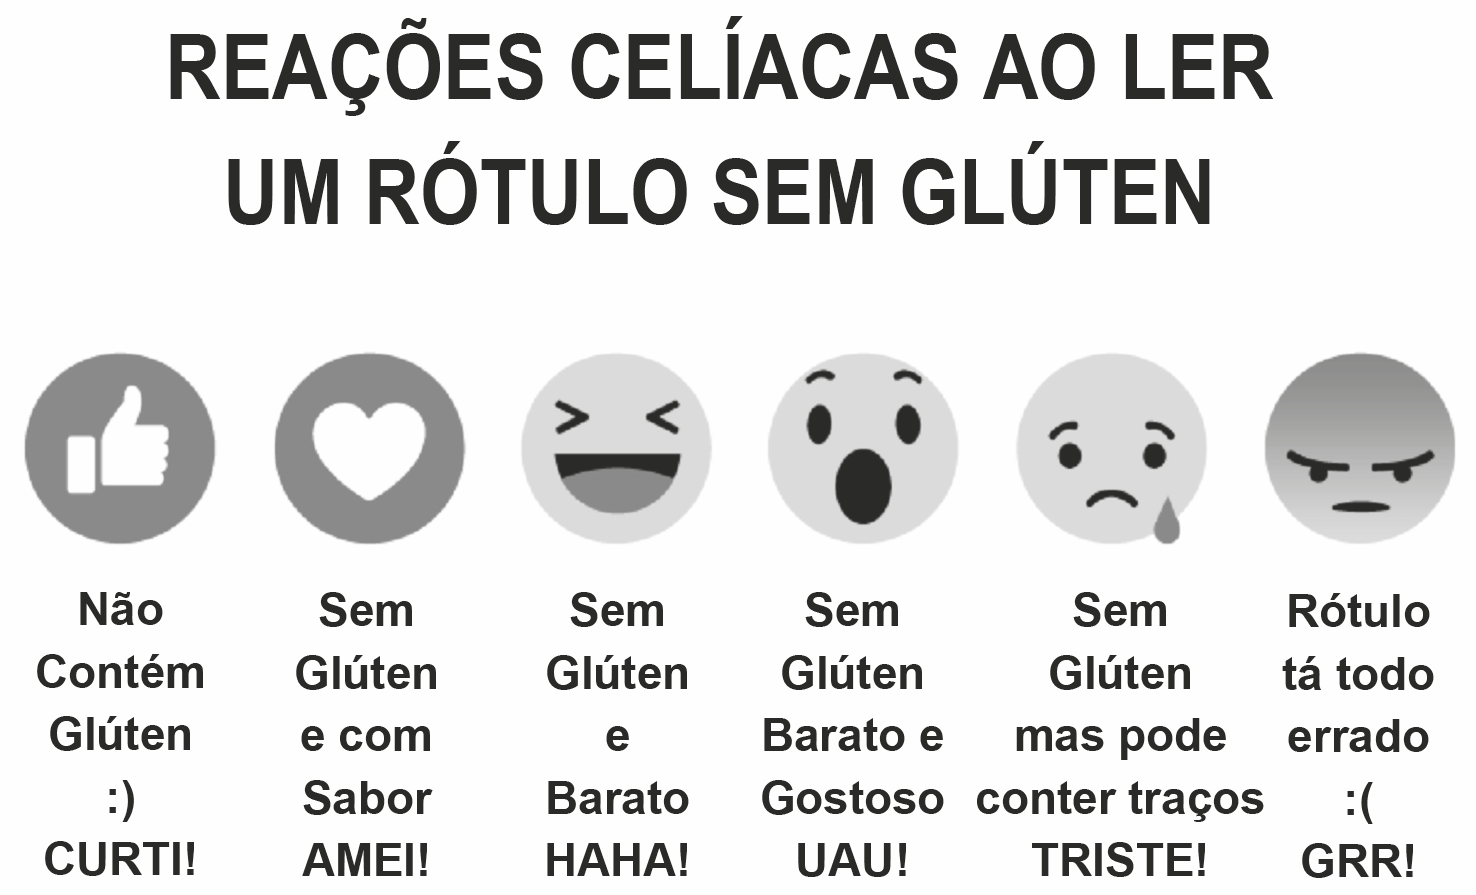 REAÇÕES CELÍACAS AO LER
UM RÓTULO SEM GLÚTEN
Não
Contém
Glúten
:)
CURTI!
Sem
Glúten
e com
Sabor
AMEI!
Sem
Glúten
e
Barato
HAHA!
Sem
Glúten
Barato e
Gostoso
UAU!
Sem
Glúten
mas pode
conter traços
TRISTE!
Rótulo
tá todo
errado
:(
GRR!